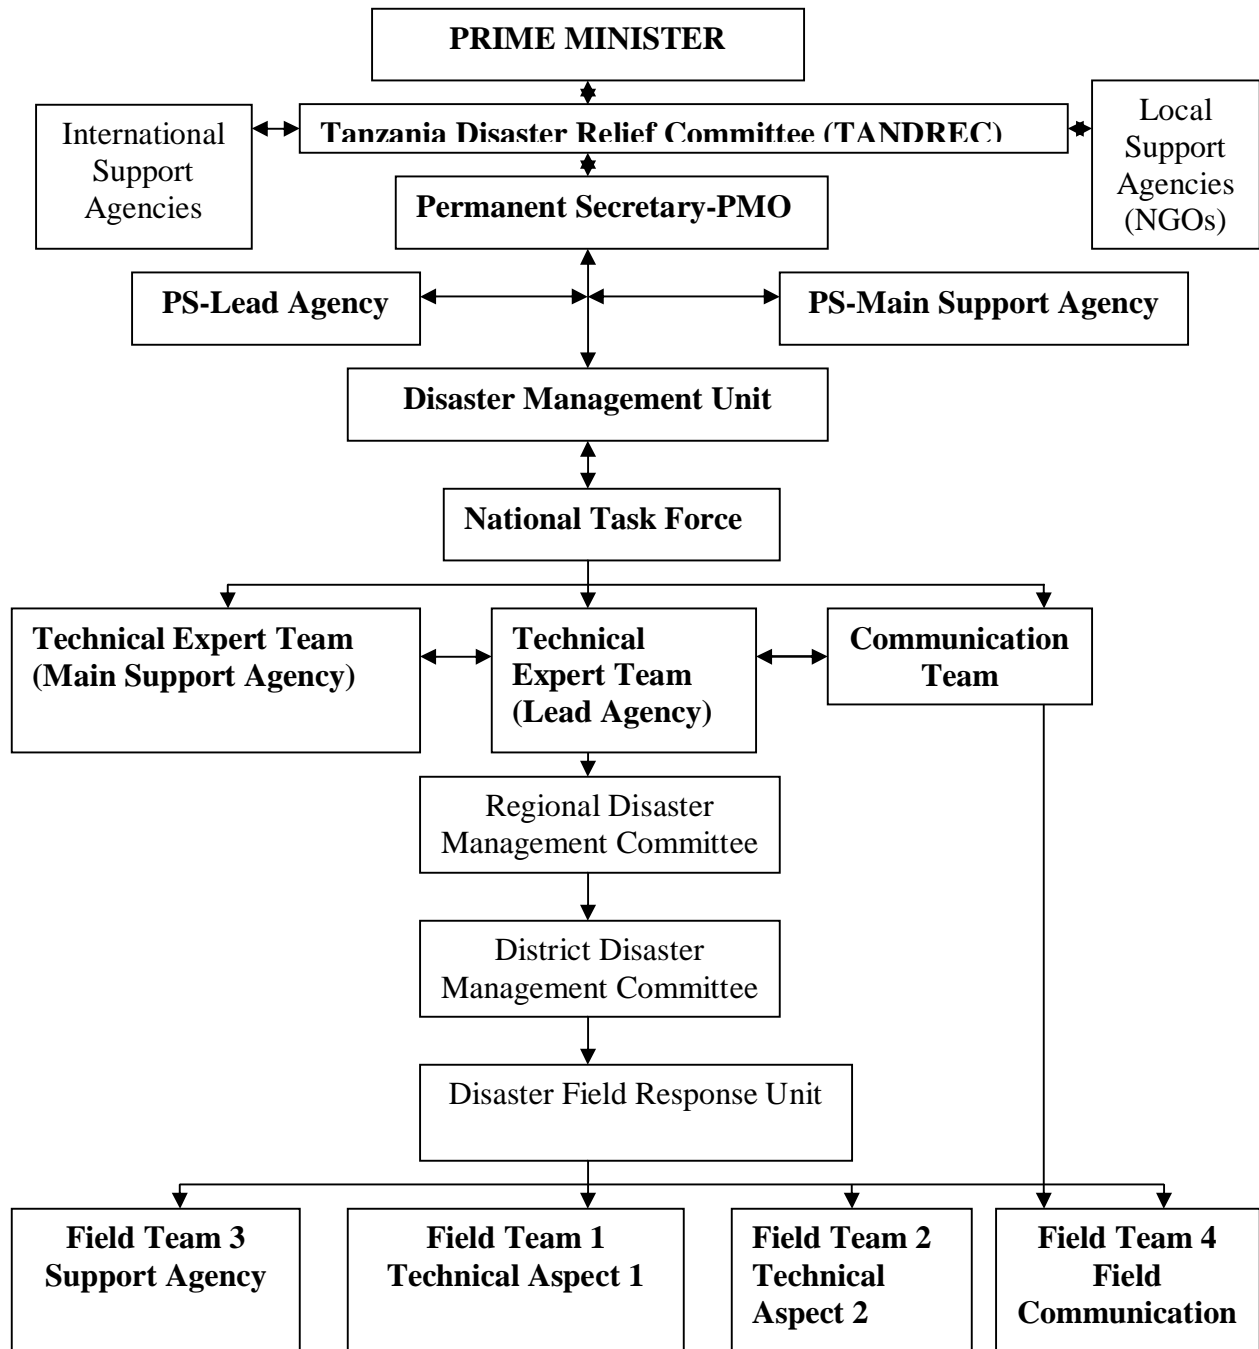 PRIME MINISTER
International
Support
Agencies
Tanzania Disaster Relief Committee (TANDREC)
Local
Support
Agencies
(NGOs)
Permanent Secretary-PMO
PS-Lead Agency
PS-Main Support Agency
Disaster Management Unit
National Task Force
Technical Expert Team
(Main Support Agency)
Technical
Expert Team
(Lead Agency)
Communication
Team
Regional Disaster
Management Committee
District Disaster
Management Committee
Disaster Field Response Unit
Field Team 3
Support Agency
Field Team 1
Technical Aspect 1
Field Team 2
Technical
Aspect 2
Field Team 4
Field
Communication